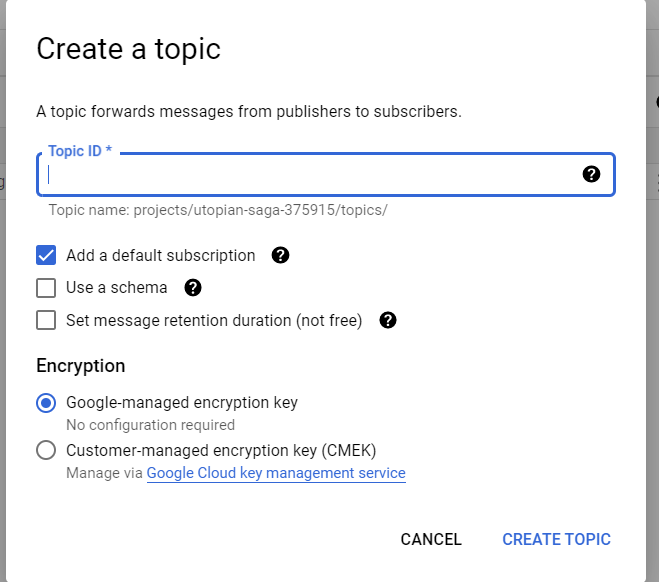 Create a topic
A topic forwards messages from publishers to subscribers.
Topic ID *
?
Topic name: projects/utopian-saga-375915/topics/
Add a default subscription ?
Use a schema ?
Set message retention duration (not free) ?
Encryption
Google-managed encryption key
No configuration required
Customer-managed encryption key (CMEK)
Manage via Google Cloud key management service
CANCEL CREATE TOPIC